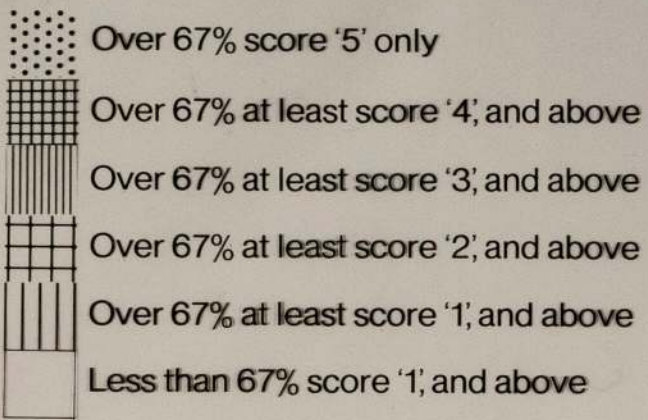 Over 67% score ‘5’ only
Over 67% at least score ‘4’, and above
Over 67% at least score ‘3’, and above
Over 67% at least score ‘2’, and above
Over 67% at least score ‘1’, and above
Less than 67% score ‘1’, and above